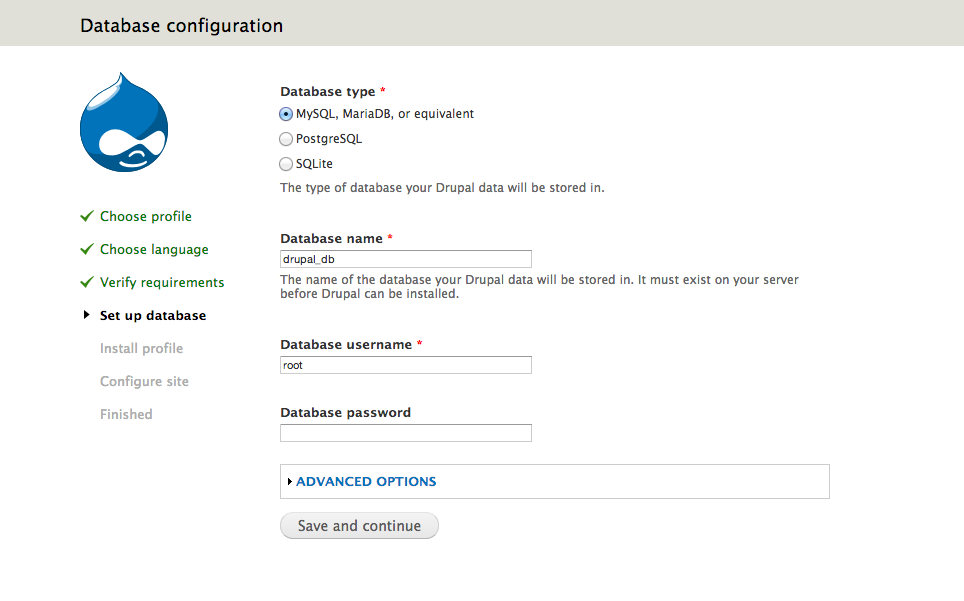 Database configuration
Choose profile
Choose language
Verify requirements
Set up database
Install profile
Configure site
Finished
Database type *
MySQL, MariaDB, or equivalent
PostgreSQL
SQLite
The type of database your Drupal data will be stored in.
Database name *
drupal_db
The name of the database your Drupal data will be stored in. It must exist on your server
before Drupal can be installed.
Database username *
root
Database password
ADVANCED OPTIONS
Save and continue